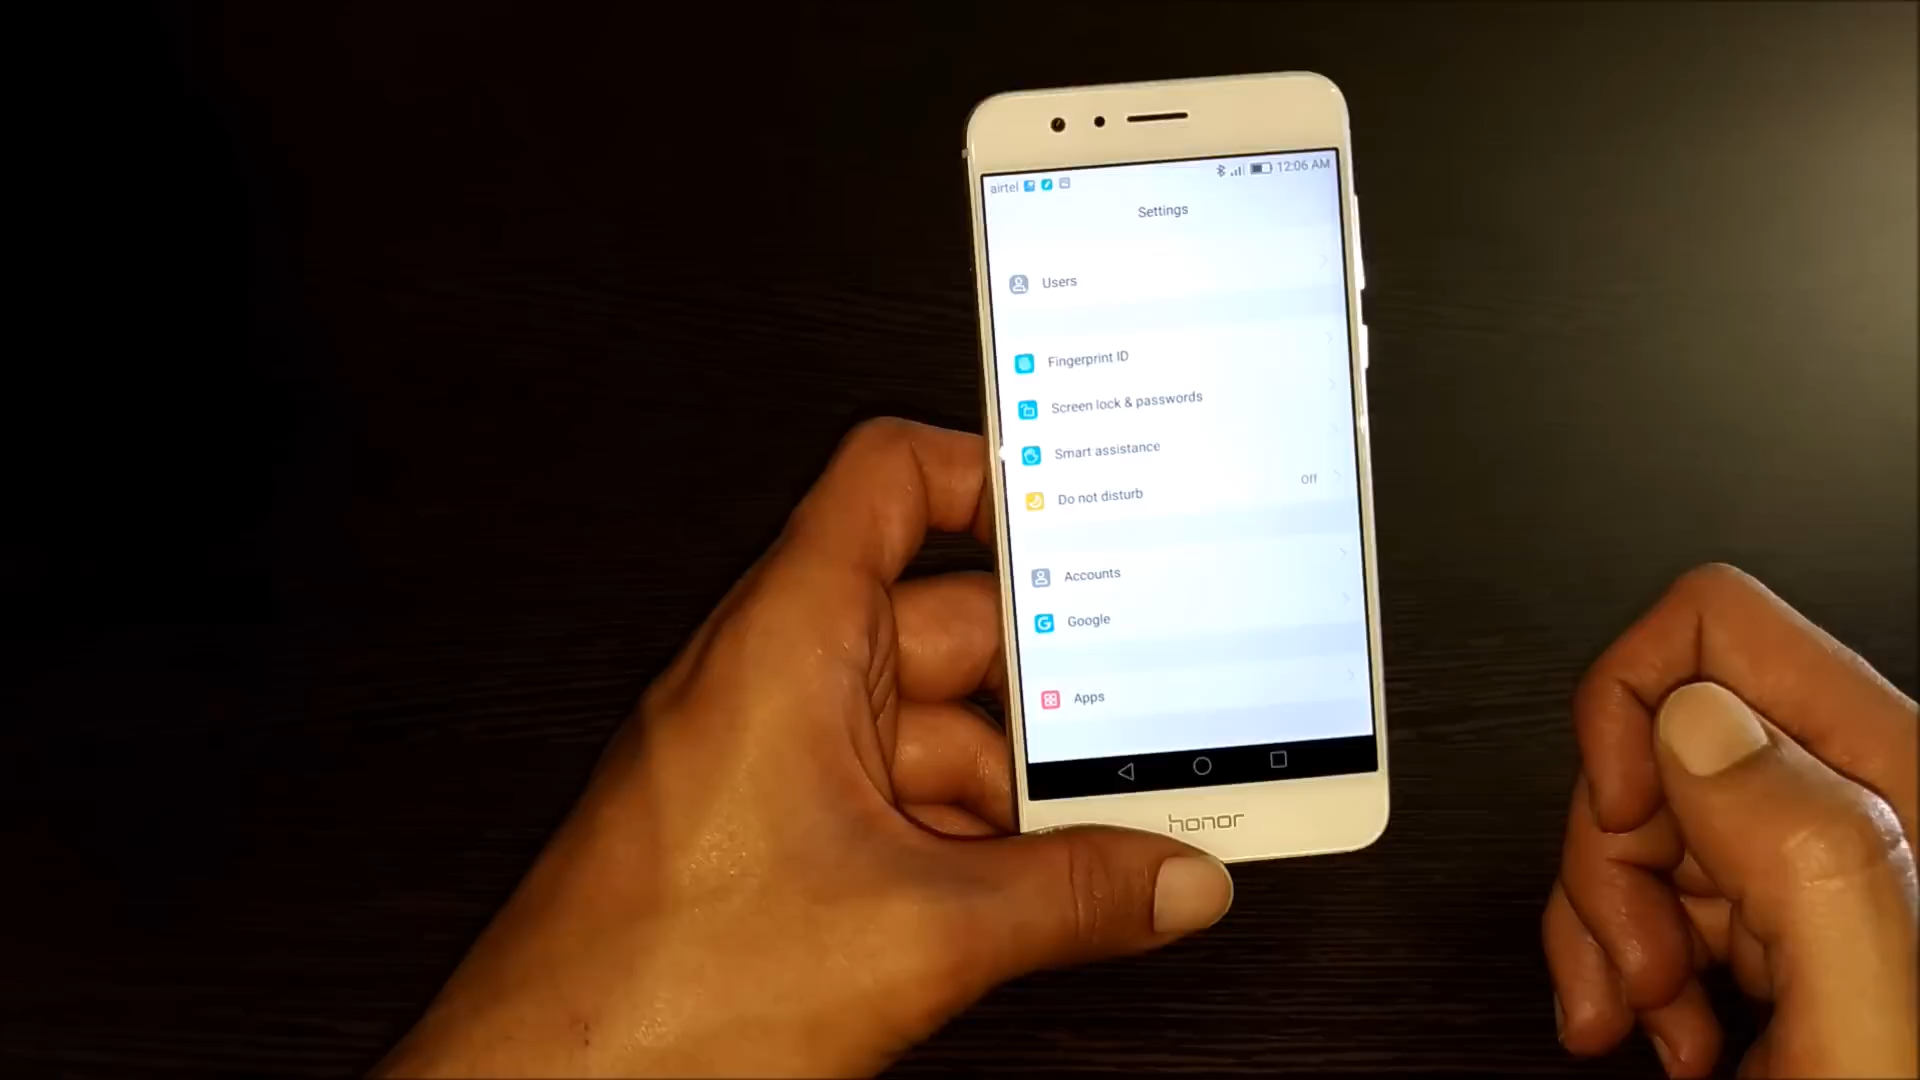 airtel 12:06 AM
Settings
Users
Fingerprint ID
Screen lock & passwords
Smart assistance
Do not disturb Off
Accounts
Google
Apps
honor